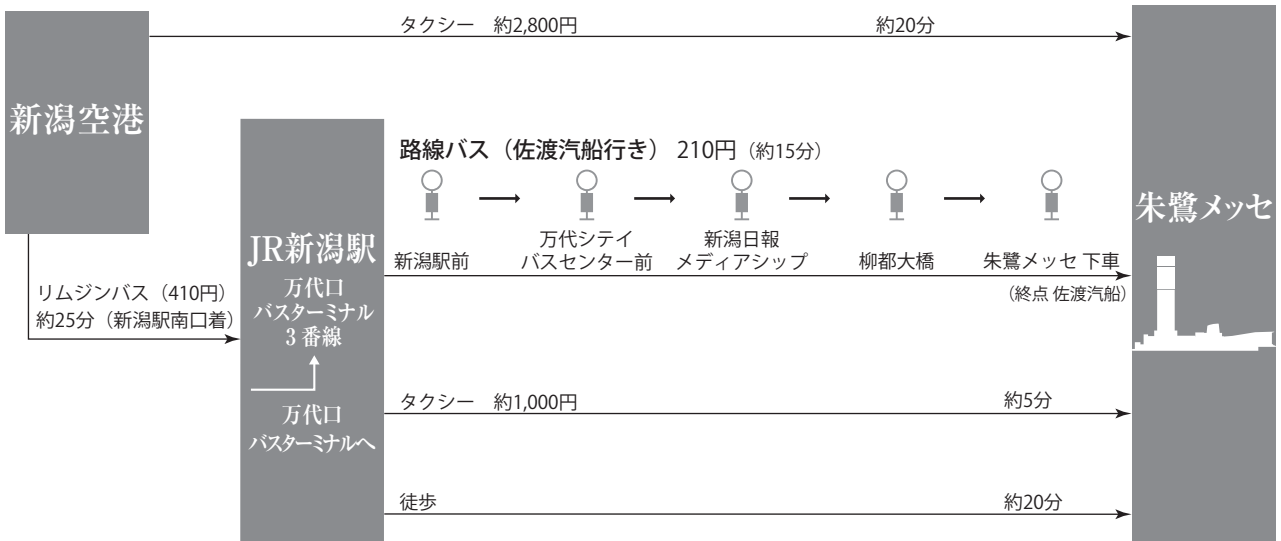 タクシー 約2,800円 約20分
新潟空港
リムジンバス（410円）
約25分（新潟駅南口着）
JR新潟駅
万代口
バスターミナル
3番線
万代口
バスターミナルへ
路線バス（佐渡汽船行き） 210円（約15分）
新潟駅前
万代シテイ
バスセンター前
新潟日報
メディアシップ
柳都大橋
朱鷺メッセ 下車
（終点 佐渡汽船）
タクシー 約1,000円 約5分
徒歩 約20分
朱鷺メッセ